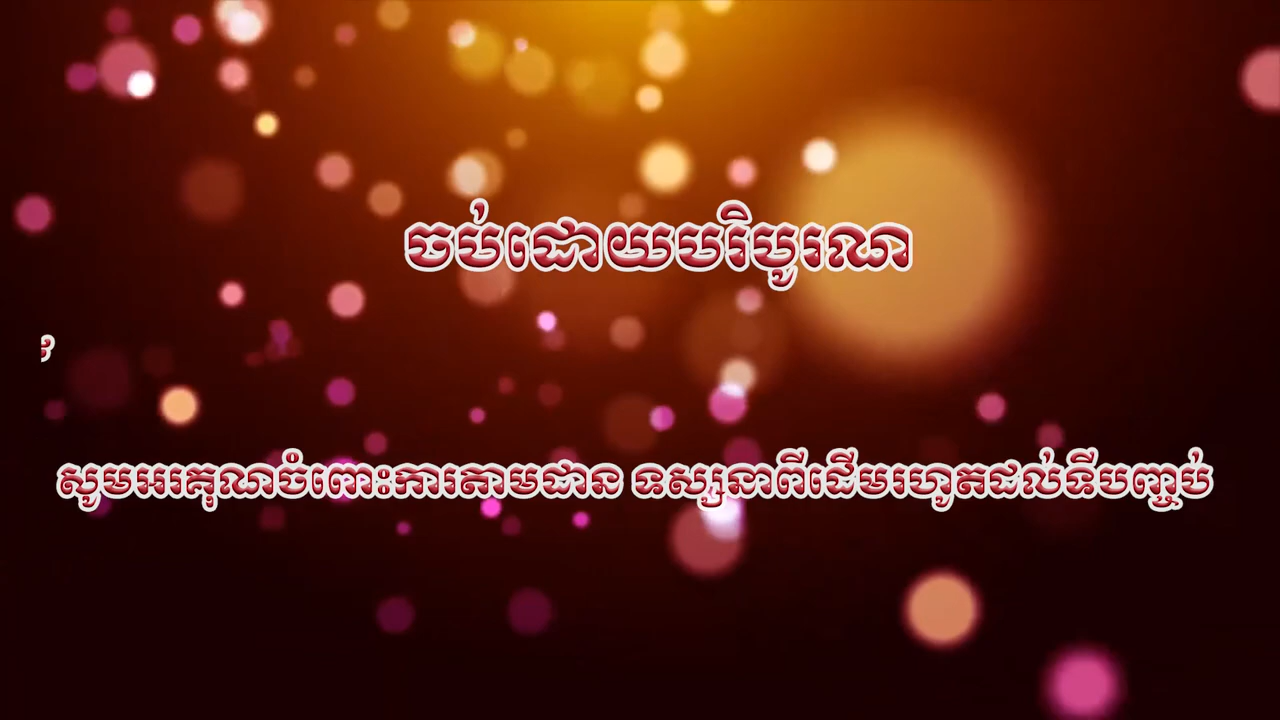 ចប់ដោយបរិបូរណ
សូមអរគុណចំពោះការតាមដាន ទស្សនាពីដើមរហូតដល់ទីបញ្ចប់